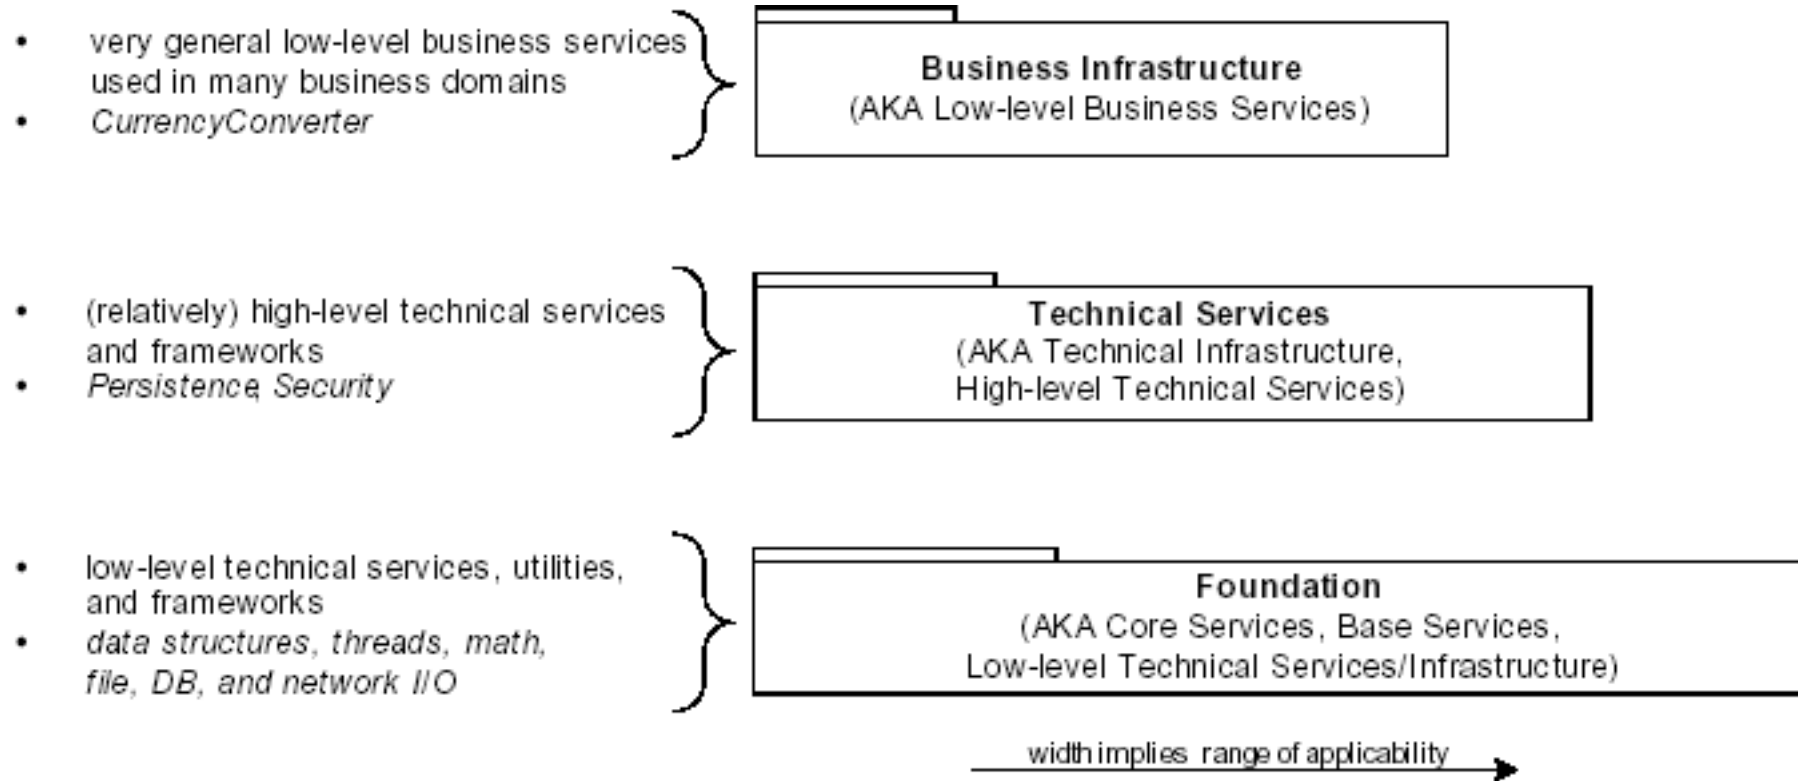 • very general low-level business services
used in many business domains
• CurrencyConverter
Business Infrastructure
(AKA Low-level Business Services)
• (relatively) high-level technical services
and frameworks
• Persistence, Security
Technical Services
(AKA Technical Infrastructure,
High-level Technical Services)
• low-level technical services, utilities,
and frameworks
• data structures, threads, math,
file, DB, and network I/O
Foundation
(AKA Core Services, Base Services,
Low-level Technical Services/Infrastructure)
width implies range of applicability